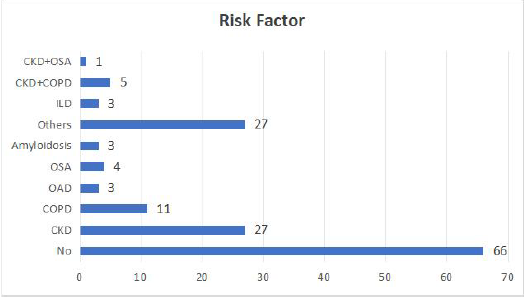 Risk Factor
CKD+OSA 1
CKD+COPD 5
ILD 3
Others 27
Amyloidosis 3
OSA 4
OAD 3
COPD 11
CKD 27
No 66
0 10 20 30 40 50 60 70